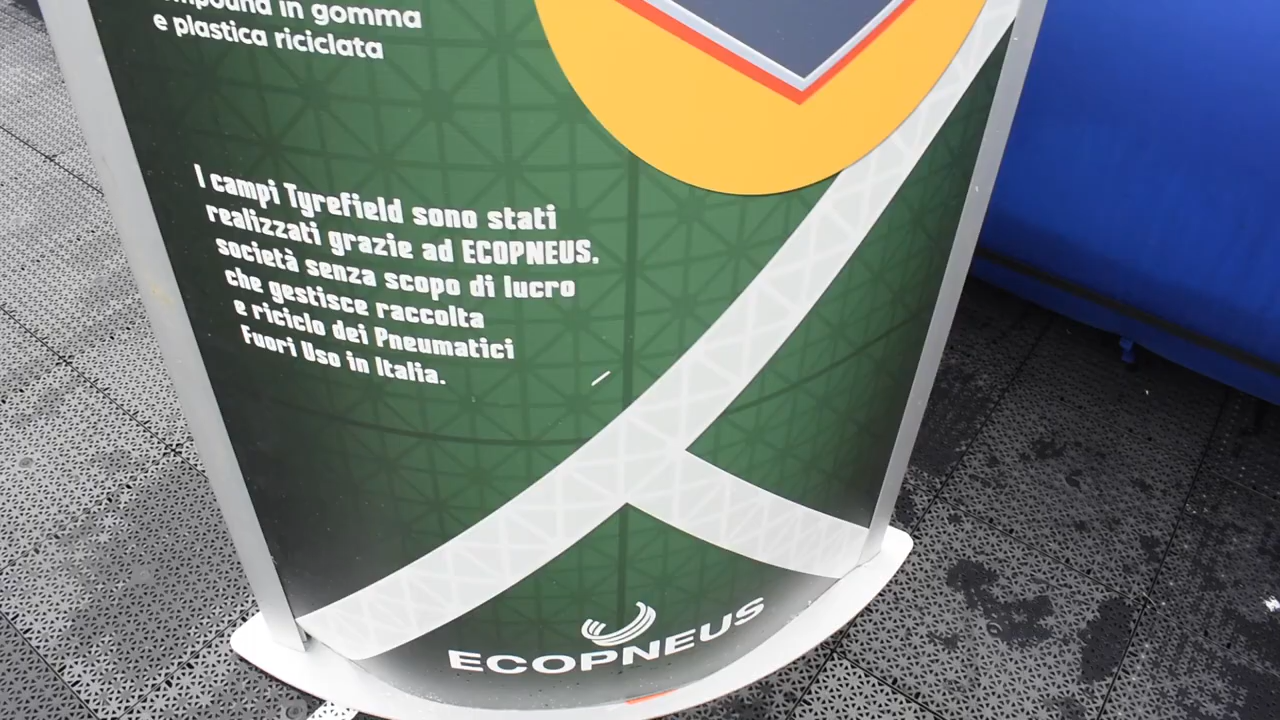 in gomma
e plastica riciclata
I campi Tyrefield sono stati
realizzati grazie ad ECOPNEUS,
società senza scopo di lucro
che gestisce raccolta
e riciclo dei Pneumatici
Fuori Uso in Italia.
ECOPNEUS